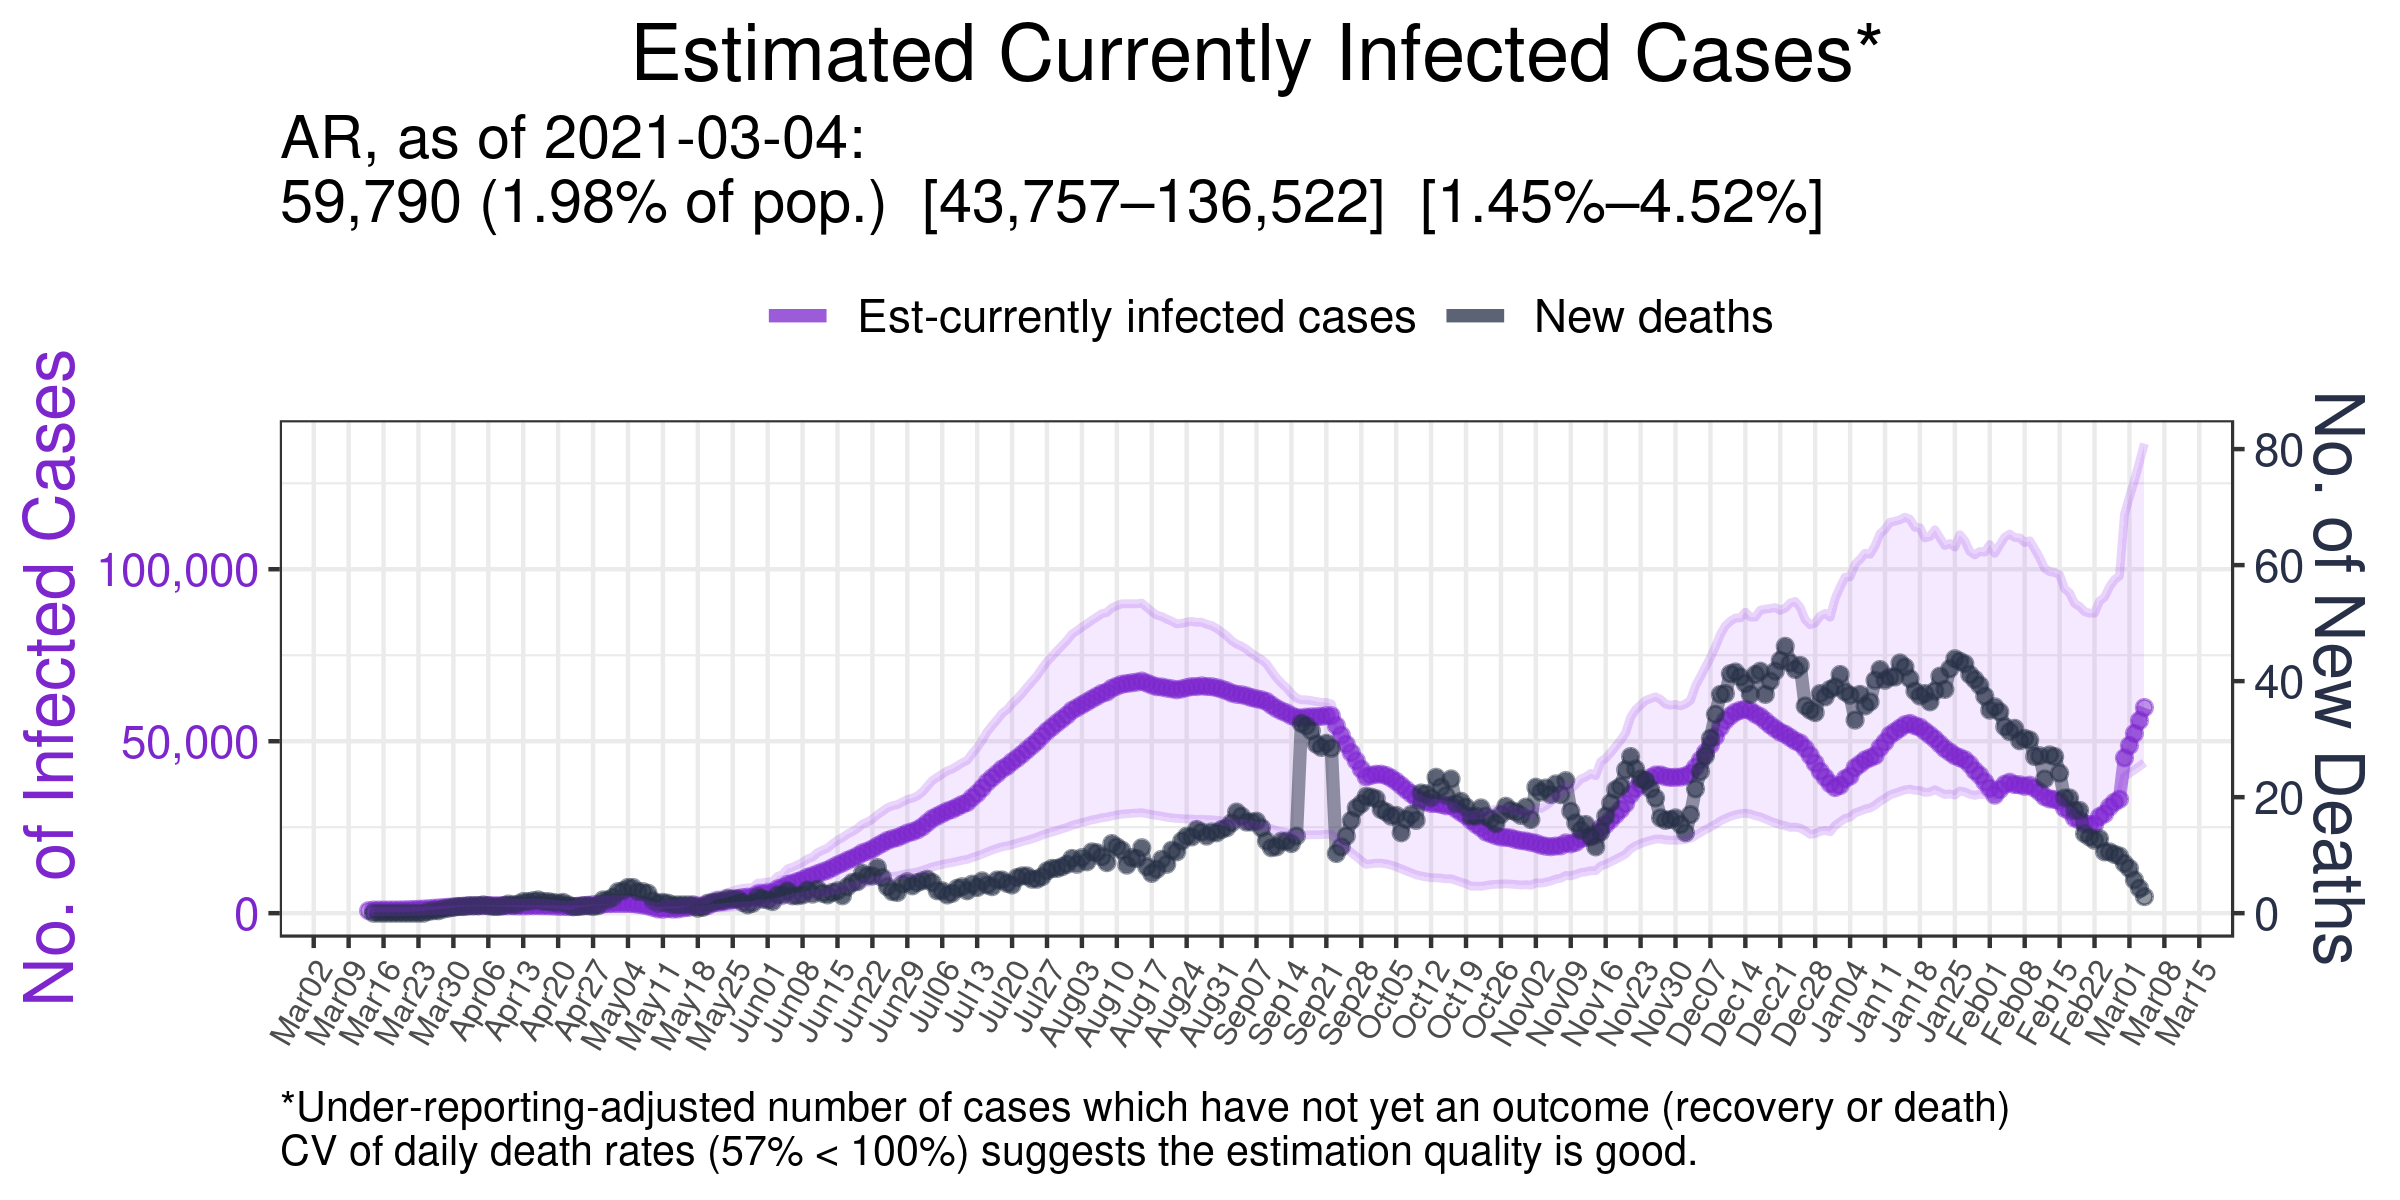 Estimated Currently Infected Cases*
AR, as of 2021-03-04:
59,790 (1.98% of pop.)  [43,757–136,522]  [1.45%–4.52%]
Est-currently infected cases
New deaths
No. of Infected Cases
100,000
50,000
0
80
60
40
20
0
No. of New Deaths
Mar02
Mar09
Mar16
Mar23
Mar30
Apr06
Apr13
Apr20
Apr27
May04
May11
May18
May25
Jun01
Jun08
Jun15
Jun22
Jun29
Jul06
Jul13
Jul20
Jul27
Aug03
Aug10
Aug17
Aug24
Aug31
Sep07
Sep14
Sep21
Sep28
Oct05
Oct12
Oct19
Oct26
Nov02
Nov09
Nov16
Nov23
Nov30
Dec07
Dec14
Dec21
Dec28
Jan04
Jan11
Jan18
Jan25
Feb01
Feb08
Feb15
Feb22
Mar01
Mar08
Mar15
*Under-reporting-adjusted number of cases which have not yet an outcome (recovery or death)
CV of daily death rates (57% < 100%) suggests the estimation quality is good.